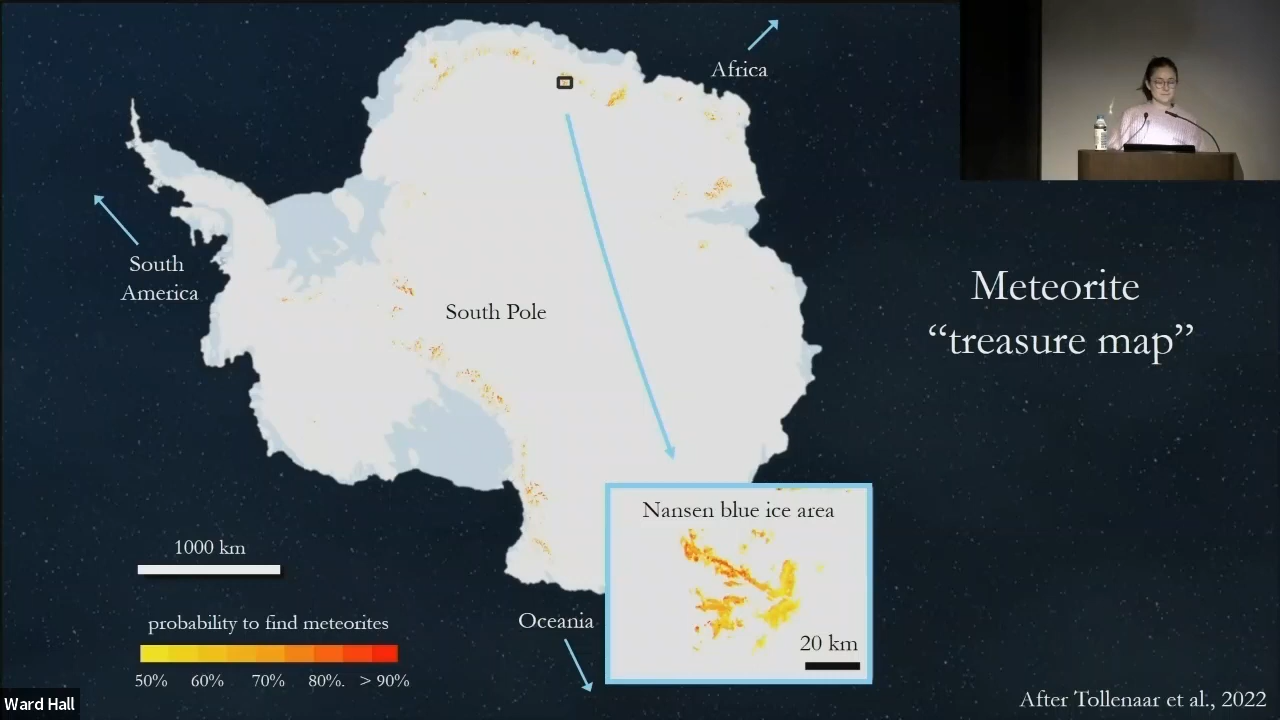 Africa
South
America
South Pole
Meteorite
“treasure map”
Nansen blue ice area
1000 km
probability to find meteorites
50% 60% 70% 80%. > 90%
Oceania
20 km
After Tollenaar et al., 2022
Ward Hall